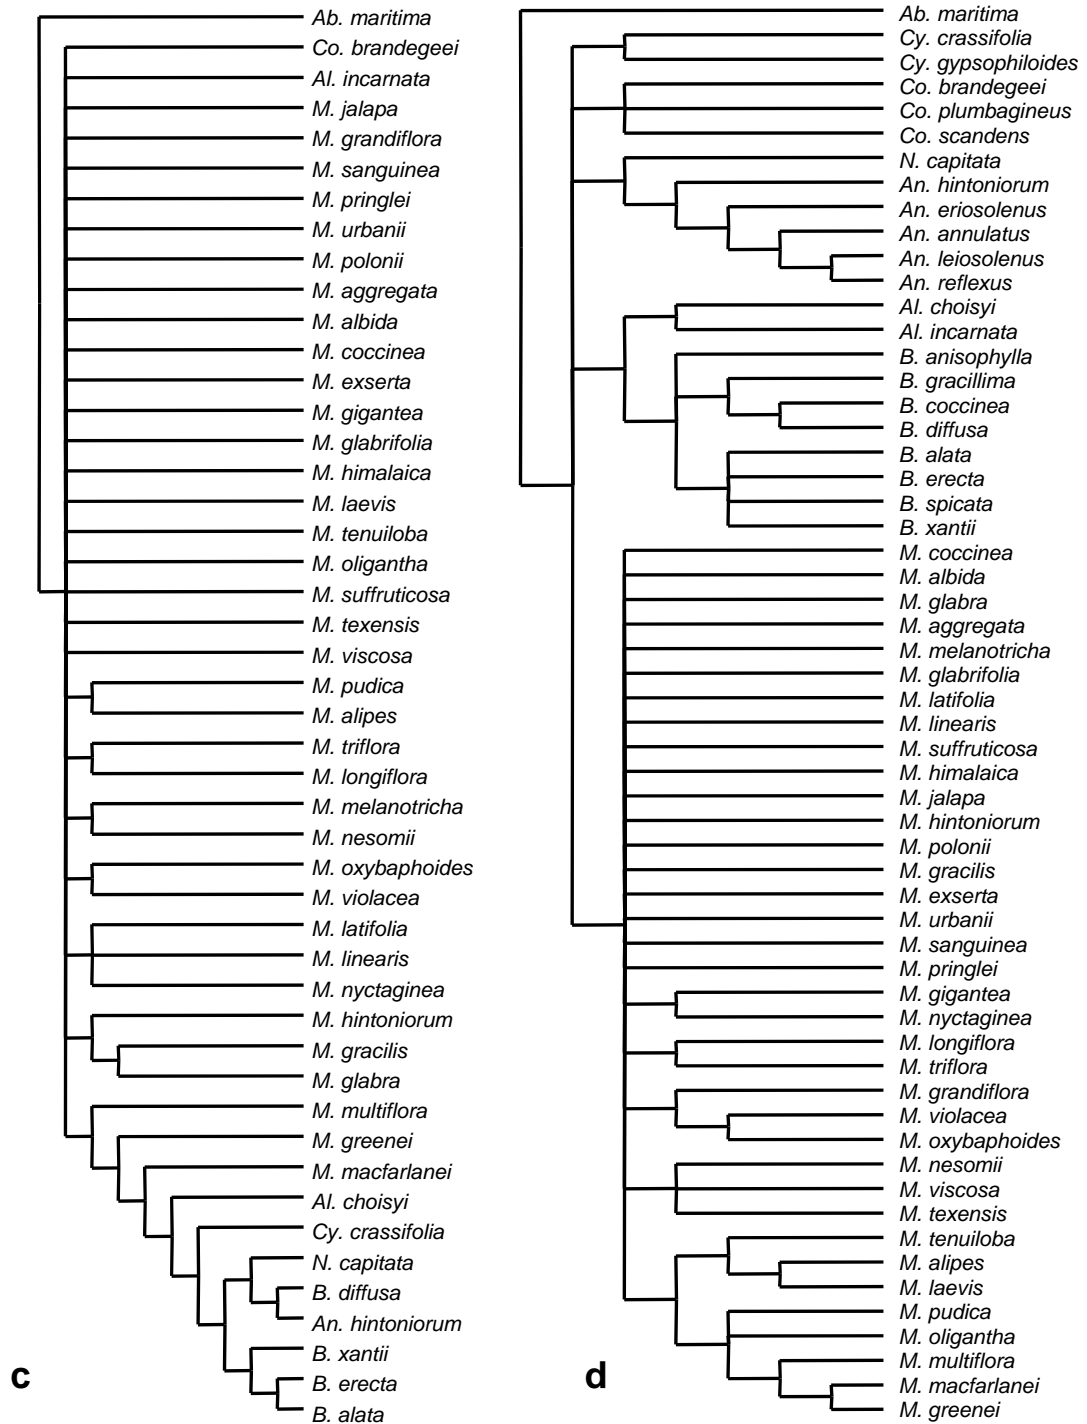 Ab. maritima
Co. brandegeei
Al. incarnata
M. jalapa
M. grandiflora
M. sanguinea
M. pringlei
M. urbanii
M. polonii
M. aggregata
M. albida
M. coccinea
M. exserta
M. gigantea
M. glabrifolia
M. himalaica
M. laevis
M. tenuiloba
M. oligantha
M. suffruticosa
M. texensis
M. viscosa
M. pudica
M. alipes
M. triflora
M. longiflora
M. melanotricha
M. nesomii
M. oxybaphoides
M. violacea
M. latifolia
M. linearis
M. nyctaginea
M. hintoniorum
M. gracilis
M. glabra
M. multiflora
M. greenei
M. macfarlanei
Al. choisyi
Cy. crassifolia
N. capitata
B. diffusa
An. hintoniorum
B. xantii
B. erecta
B. alata
c
Ab. maritima
Cy. crassifolia
Cy. gypsophiloides
Co. brandegeei
Co. plumbagineus
Co. scandens
N. capitata
An. hintoniorum
An. eriosolenus
An. annulatus
An. leiosolenus
An. reflexus
Al. choisyi
Al. incarnata
B. anisophylla
B. gracillima
B. coccinea
B. diffusa
B. alata
B. erecta
B. spicata
B. xantii
M. coccinea
M. albida
M. glabra
M. aggregata
M. melanotricha
M. glabrifolia
M. latifolia
M. linearis
M. suffruticosa
M. himalaica
M. jalapa
M. hintoniorum
M. polonii
M. gracilis
M. exserta
M. urbanii
M. sanguinea
M. pringlei
M. gigantea
M. nyctaginea
M. longiflora
M. triflora
M. grandiflora
M. violacea
M. oxybaphoides
M. nesomii
M. viscosa
M. texensis
M. tenuiloba
M. alipes
M. laevis
M. pudica
M. oligantha
M. multiflora
M. macfarlanei
M. greenei
d